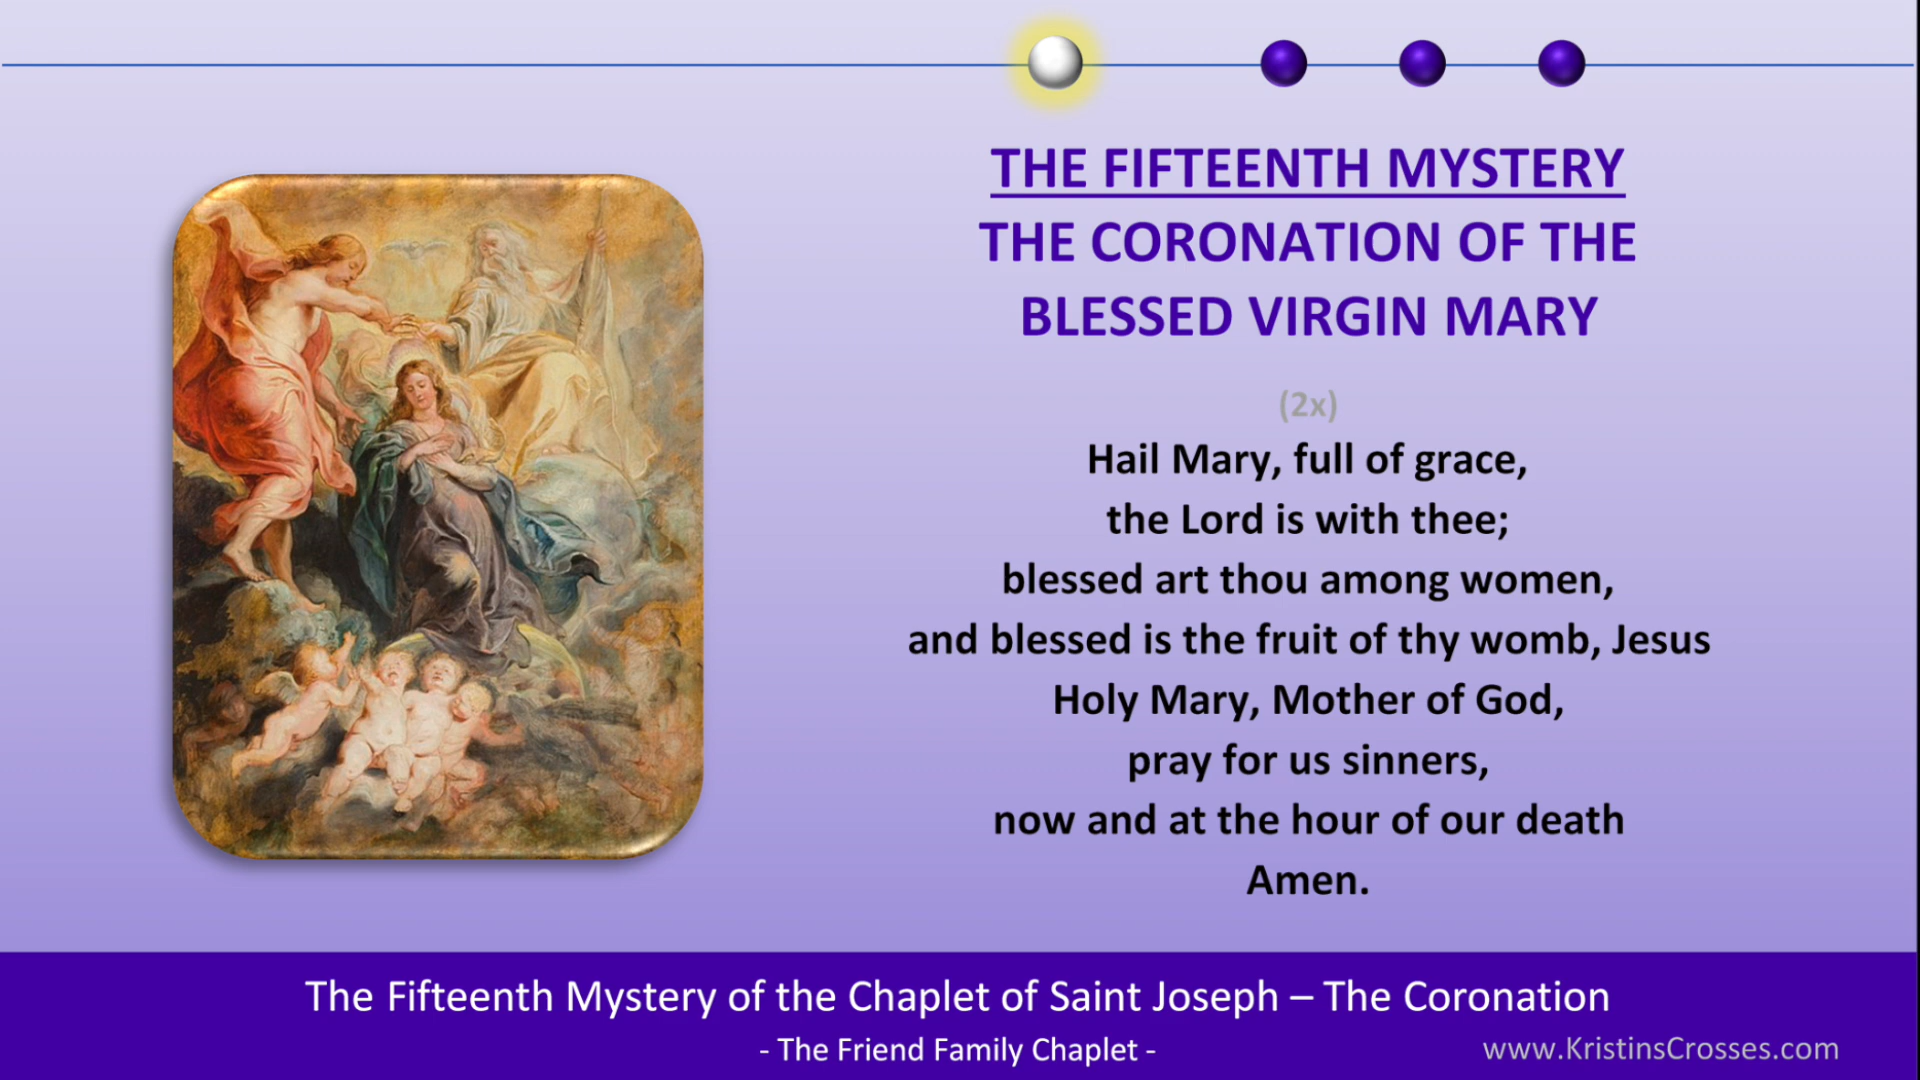 THE FIFTEENTH MYSTERY
THE CORONATION OF THE
BLESSED VIRGIN MARY
(2x)
Hail Mary, full of grace,
the Lord is with thee;
blessed art thou among women,
and blessed is the fruit of thy womb, Jesus
Holy Mary, Mother of God,
pray for us sinners,
now and at the hour of our death
Amen.
The Fifteenth Mystery of the Chaplet of Saint Joseph – The Coronation
- The Friend Family Chaplet -
www.KristinsCrosses.com